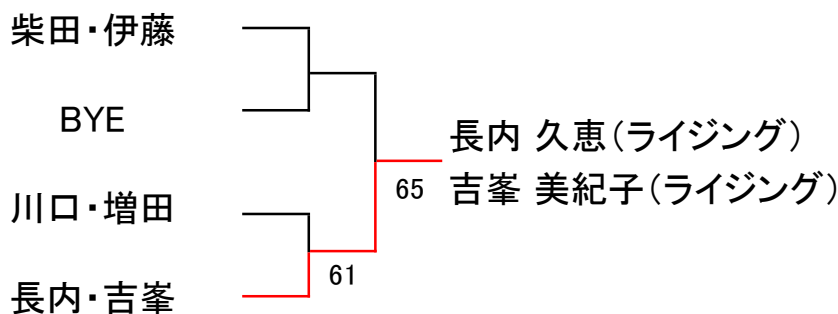 柴田・伊藤
BYE
川口・増田
長内・吉峯
61
65
長内 久恵(ライジング)
吉峯 美紀子(ライジング)